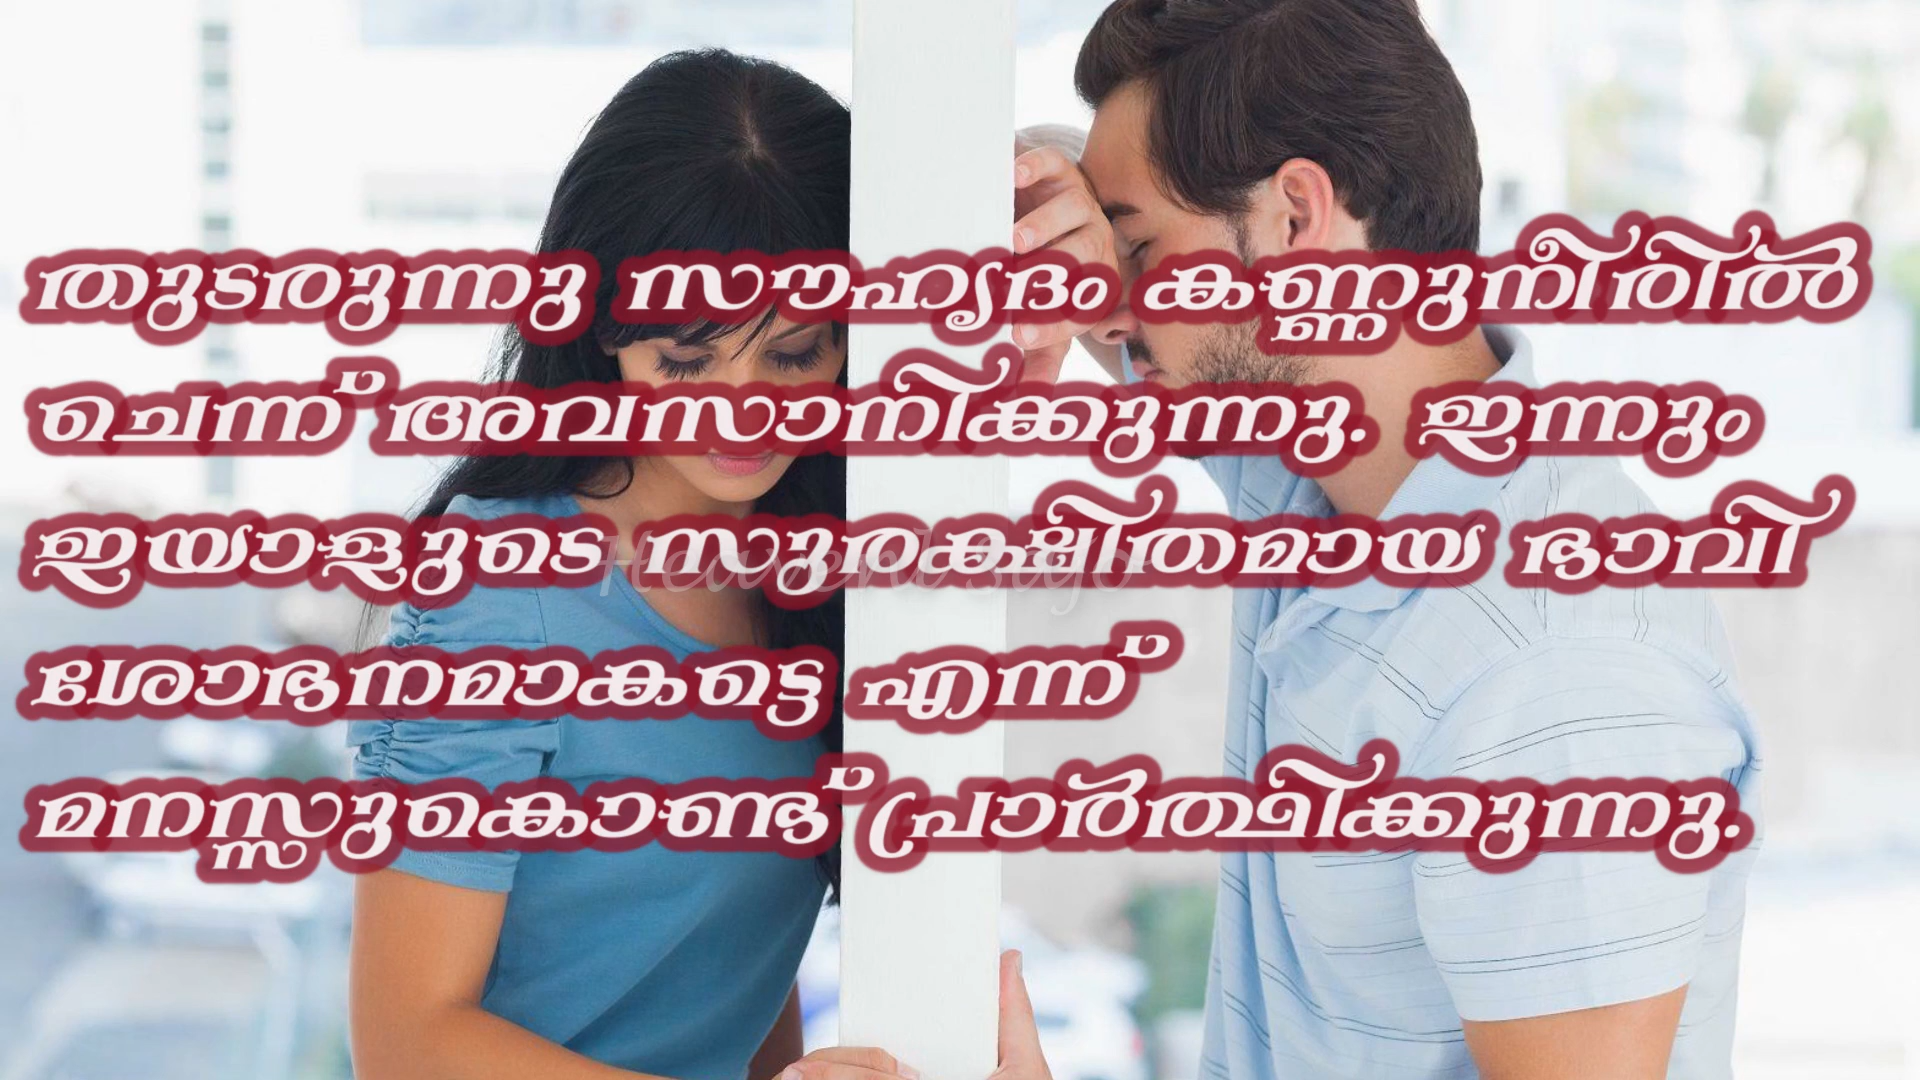 തുടരുന്നു സൗഹൃദം കണ്ണുനീരിൽ
ചെന്ന് അവസാനിക്കുന്നു. ഇന്നും
ഇയാളുടെ സുരക്ഷിതമായ ഭാവി
ശോഭനമാകട്ടെ എന്ന്
മനസ്സുകൊണ്ട് പ്രാർത്ഥിക്കുന്നു.